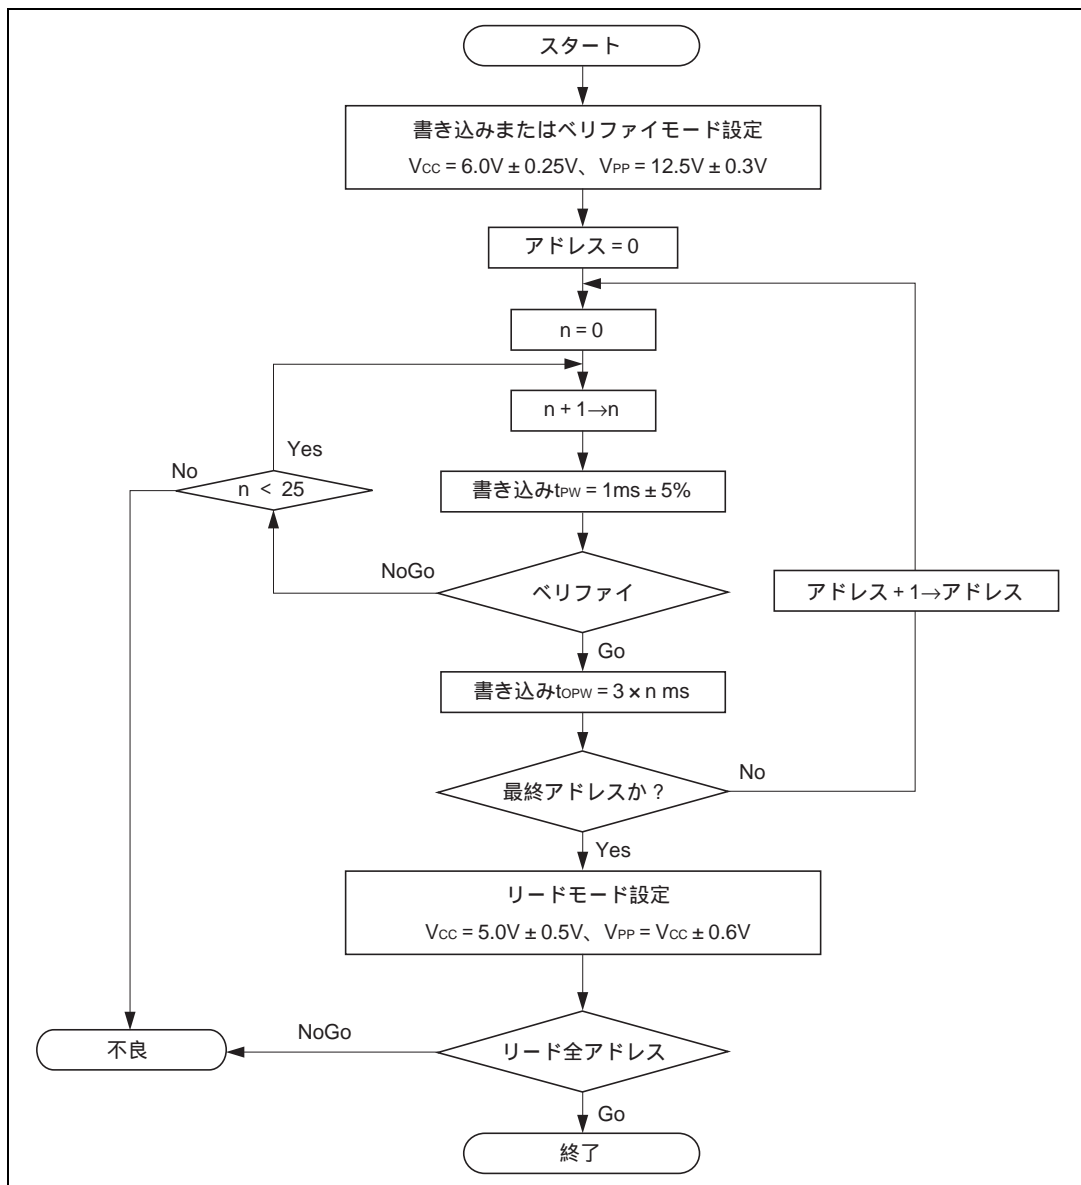 スタート
書き込みまたはベリファイモード設定
VCC = 6.0V ± 0.25V、VPP = 12.5V ± 0.3V
アドレス = 0
n = 0
n + 1→n
Yes
No
n < 25
書き込みtPW = 1ms ± 5%
NoGo
ベリファイ
アドレス + 1→アドレス
Go
書き込みtOPW = 3 × n ms
最終アドレスか?
No
Yes
リードモード設定
VCC = 5.0V ± 0.5V、VPP = VCC ± 0.6V
NoGo
不良
リード全アドレス
Go
終了